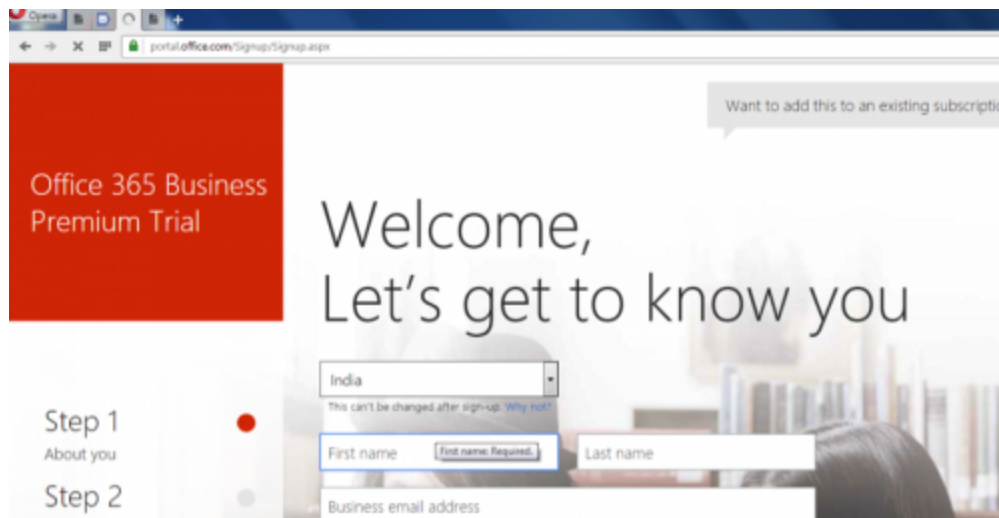 Opera
portal.office.com/Signup/Signup.aspx
Want to add this to an existing
Office 365 Business
Premium Trial
Welcome,
Let's get to know you
India
This can't be changed after sign-up. Why not?
Step 1
About you
First name
First name: Required.
Last name
Step 2
Business email address